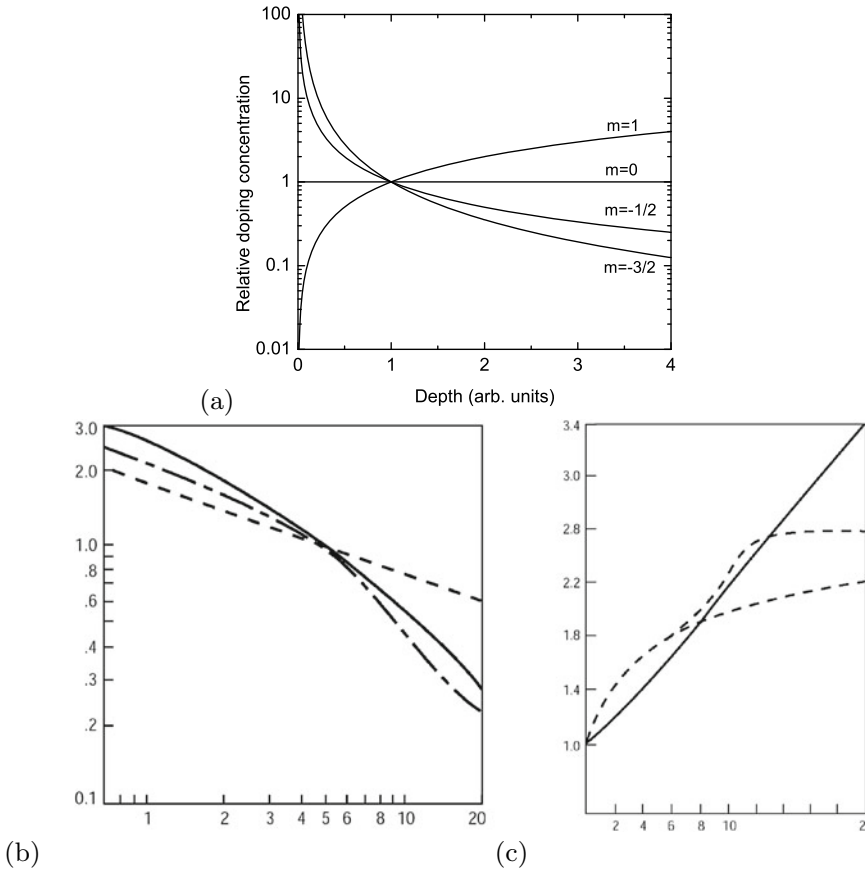 100
10
1
0.1
0.01
Relative doping concentration
m=1
m=0
m=-1/2
m=-3/2
0 1 2 3 4
Depth (arb. units)
(a)
3.0
2.0
1.0
.8
.6
.4
.3
.2
0.1
1 2 3 4 5 6 8 10 20
(b)
3.4
3.0
2.8
2.2
1.8
1.4
1.0
2 4 6 8 10 2
(c)